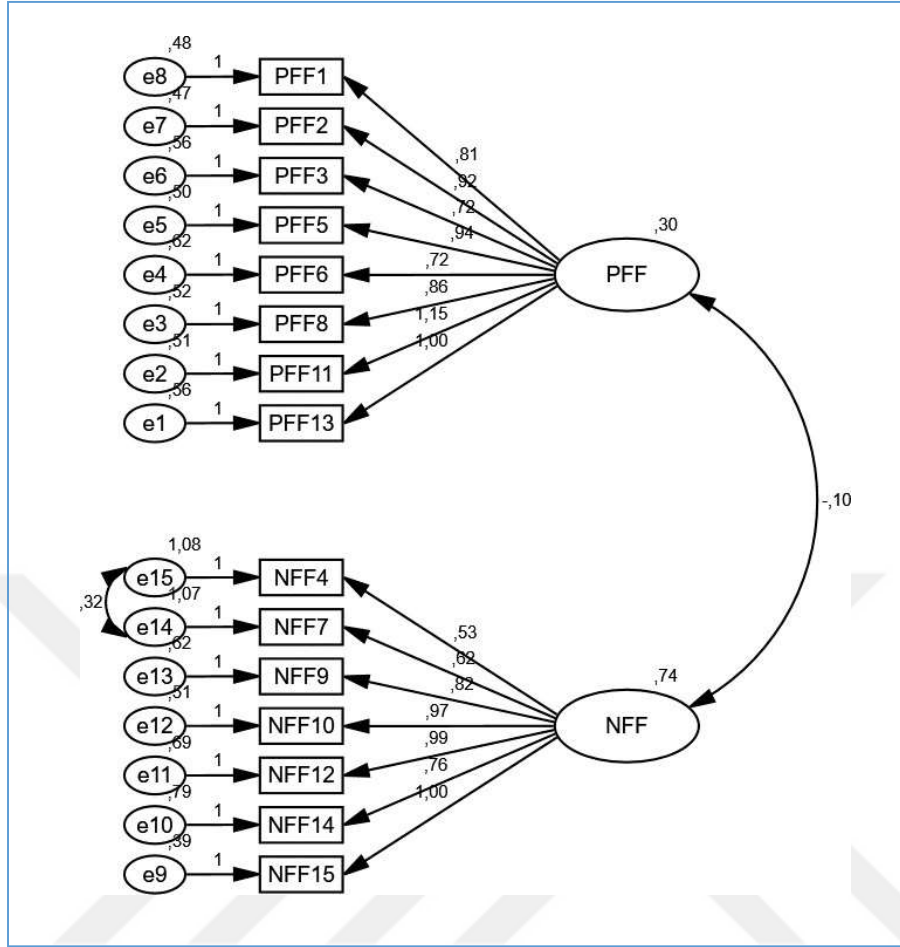 ,48
e8 1 PFF1
,47
e7 1 PFF2
,56
e6 1 PFF3
,50
e5 1 PFF5
,62
e4 1 PFF6
,52
e3 1 PFF8
,51
e2 1 PFF11
,56
e1 1 PFF13
,81
,92
,72
,94
,72
,86
1,15
1,00
,30
PFF
-,10
1,08
e15 1 NFF4
,32
1,07
e14 1 NFF7
,62
e13 1 NFF9
,51
e12 1 NFF10
,69
e11 1 NFF12
,79
e10 1 NFF14
,39
e9 1 NFF15
,53
,62
,82
,97
,99
,76
1,00
,74
NFF